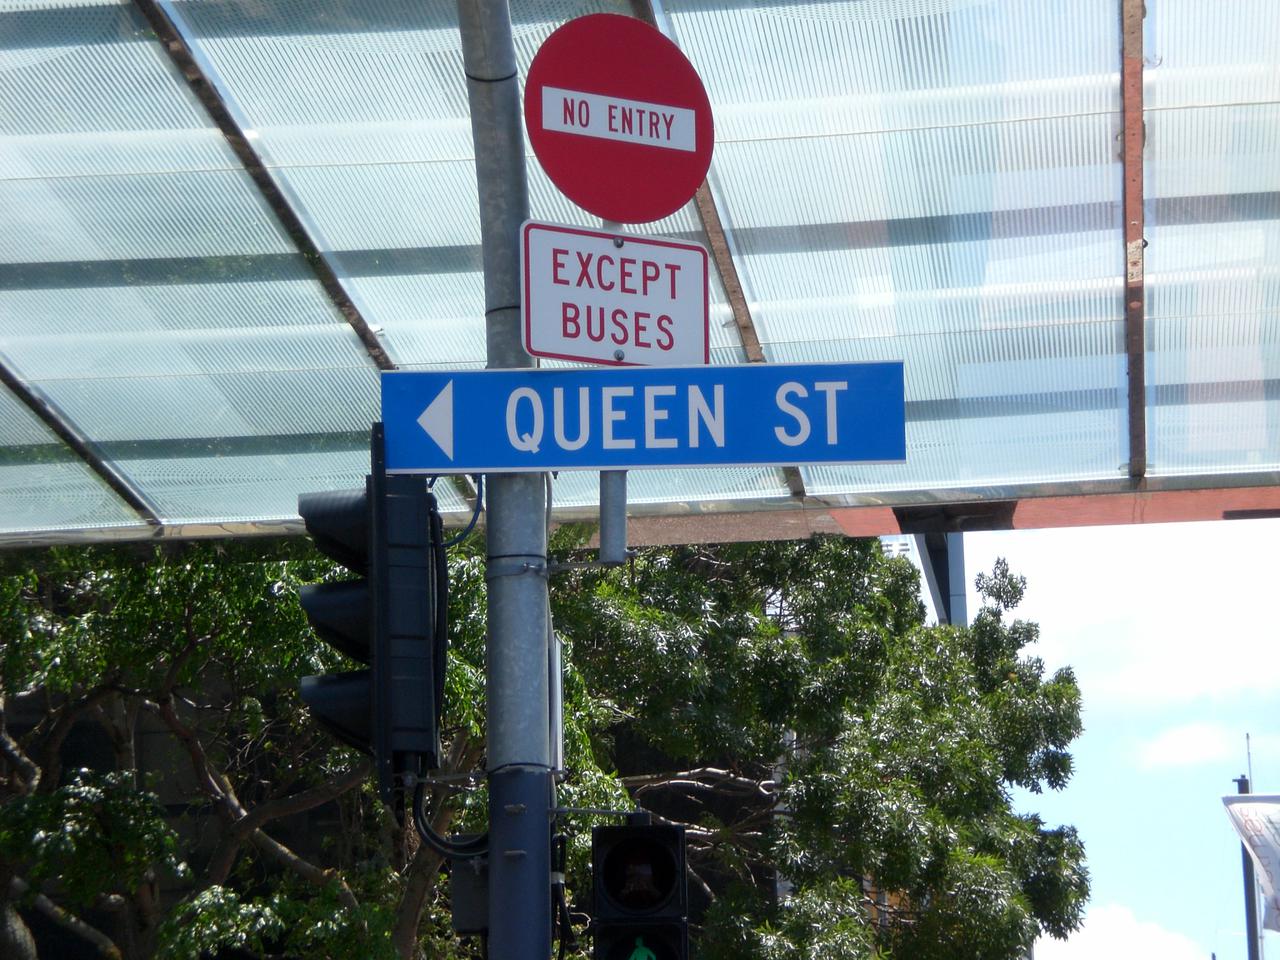 NO ENTRY
EXCEPT
BUSES
QUEEN ST